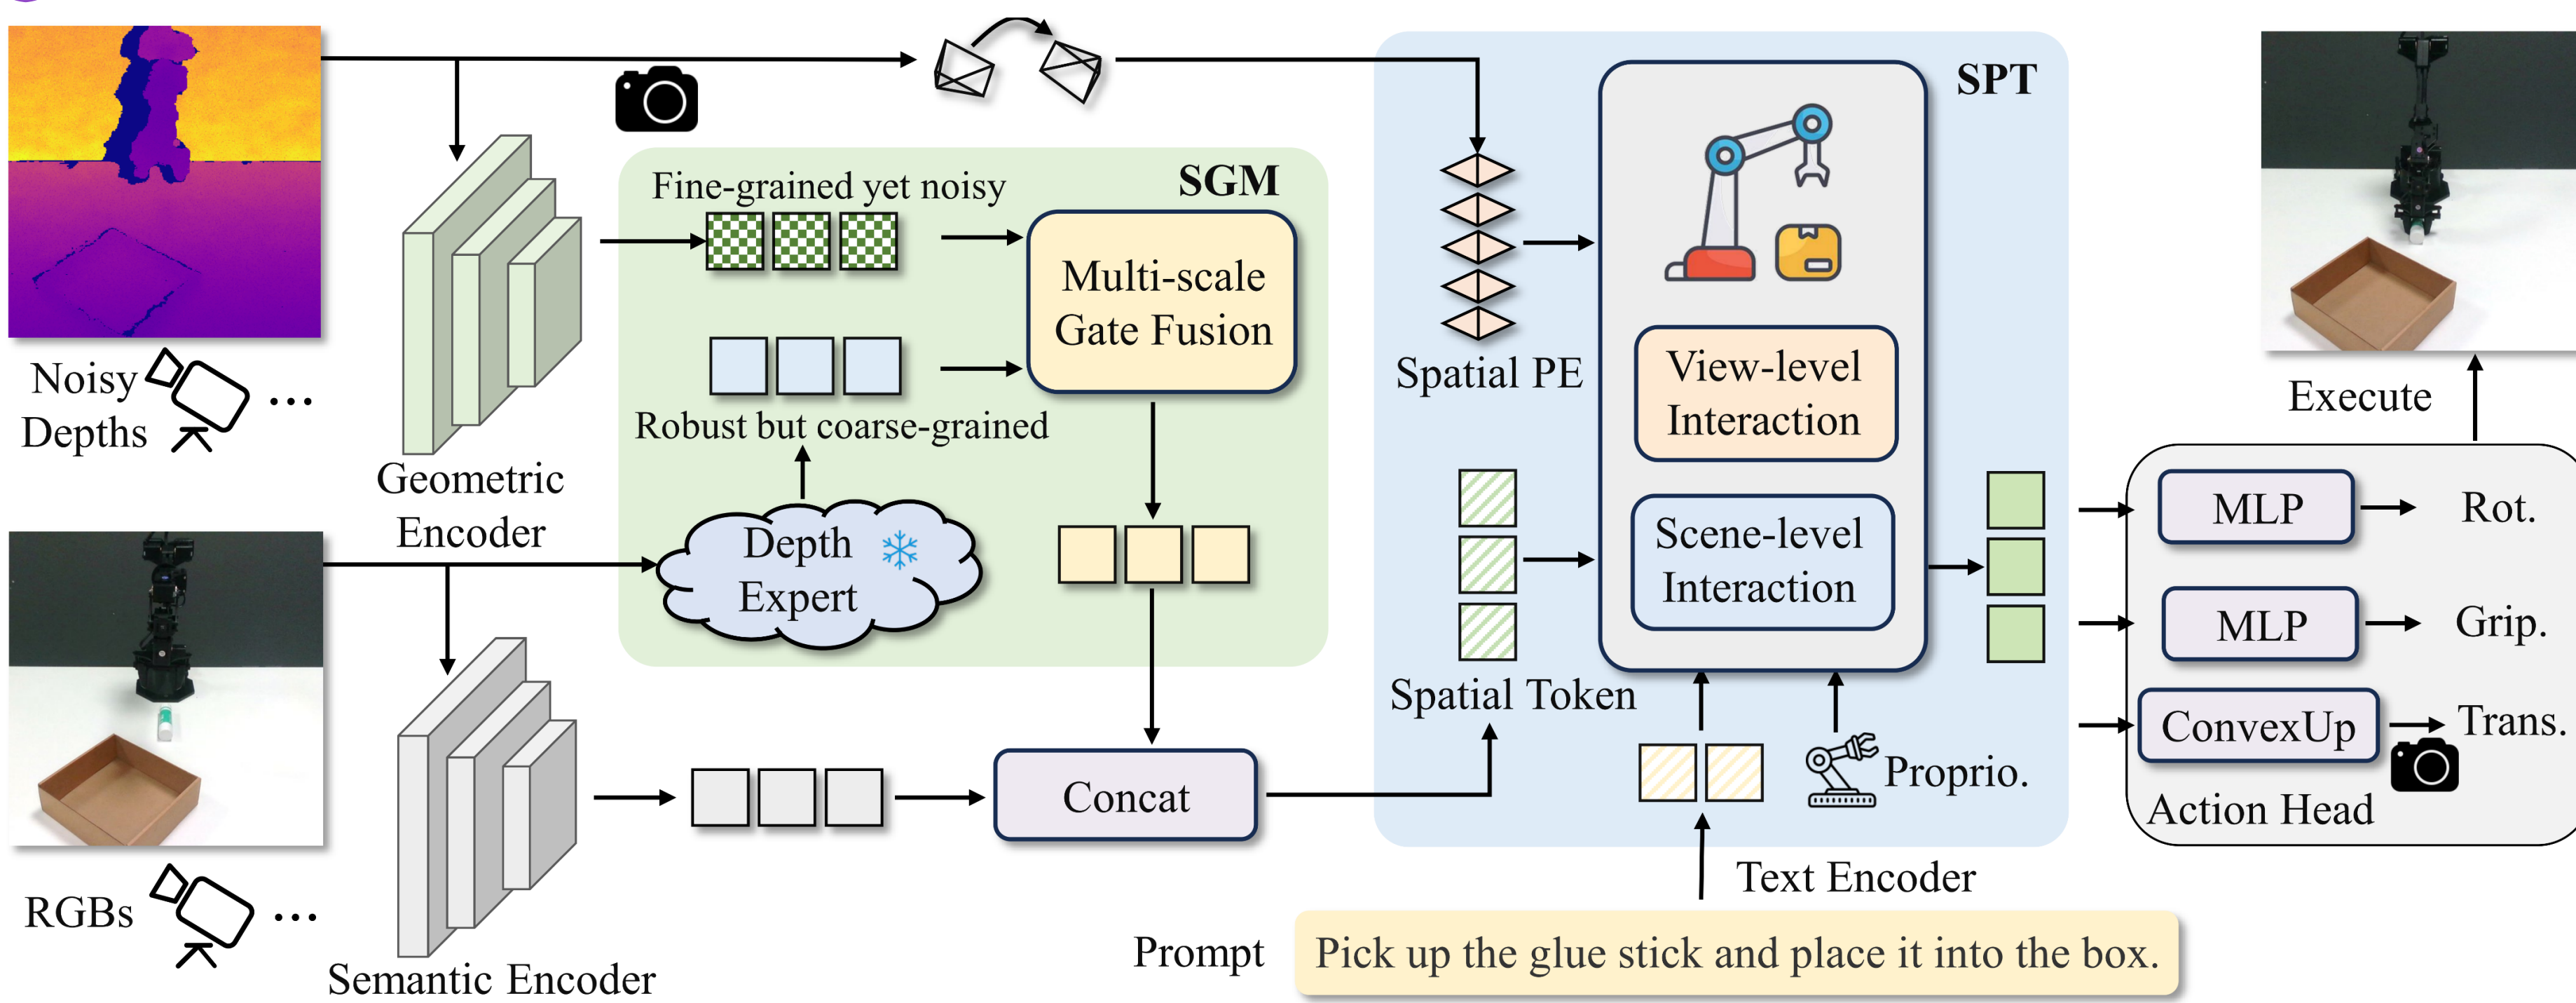 Noisy
Depths
RGBs
Geometric
Encoder
Semantic Encoder
SGM
Fine-grained yet noisy
Multi-scale
Gate Fusion
Robust but coarse-grained
Depth
Expert
Concat
SPT
Spatial PE
View-level
Interaction
Scene-level
Interaction
Spatial Token
Proprio.
Text Encoder
Prompt
Pick up the glue stick and place it into the box.
Execute
MLP
Rot.
MLP
Grip.
ConvexUp
Trans.
Action Head